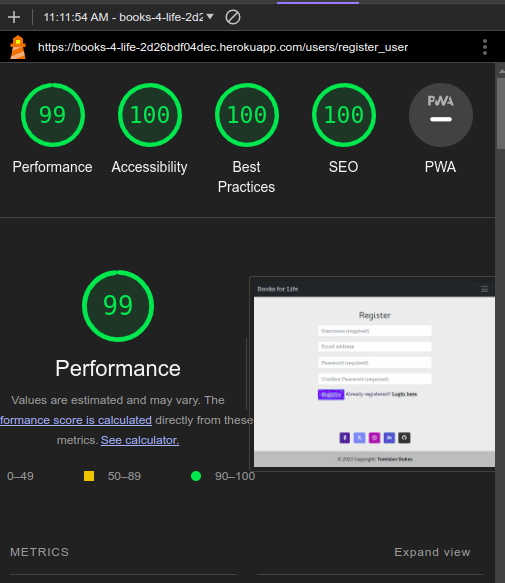 11:11:54 AM - books-4-life-2d2
https://books-4-life-2d26bdf04dec.herokuapp.com/users/register_user
99 100 100 100 PWA
Performance Accessibility Best Practices SEO PWA
99
Books for Life
Register
Username (required)
Email address
Password (required)
Confirm Password (required)
Register Already registered? Login here
© 2023 Copyright: Tomislav Dukez
Performance
Values are estimated and may vary. The
formance score is calculated directly from these
metrics. See calculator.
0–49 50–89 90–100
METRICS Expand view